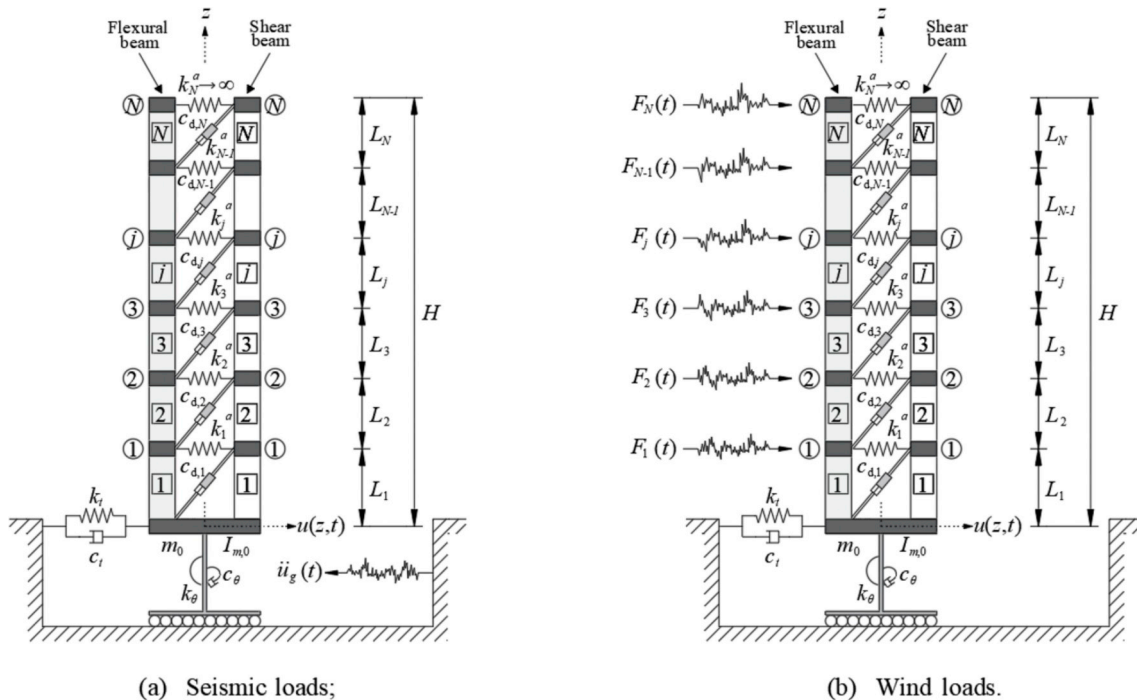 z
z
Flexural
beam
Shear
beam
Flexural
beam
Shear
beam
k_N^a → ∞
k_N^a → ∞
N N
F_N(t) N N
c_d,N
c_d,N
N N L_N
N N L_N
k_N-1^a
k_N-1^a
F_N-1(t)
c_d,N-1
c_d,N-1
L_N-1
L_N-1
k_j^a
k_j^a
j j
F_j(t) j j
c_d,j
c_d,j
j j L_j
j j L_j
k_3^a
k_3^a
3 3 H
F_3(t) 3 3 H
c_d,3
c_d,3
3 3 L_3
3 3 L_3
k_2^a
k_2^a
2 2
F_2(t) 2 2
c_d,2
c_d,2
2 2 L_2
2 2 L_2
k_1^a
k_1^a
1 1
F_1(t) 1 1
c_d,1
c_d,1
1 1 L_1
1 1 L_1
k_t
k_t
u(z,t)
u(z,t)
c_t m_0 I_m,0
c_t m_0 I_m,0
k_θ c_θ ü_g(t)
k_θ c_θ
(a) Seismic loads;
(b) Wind loads.